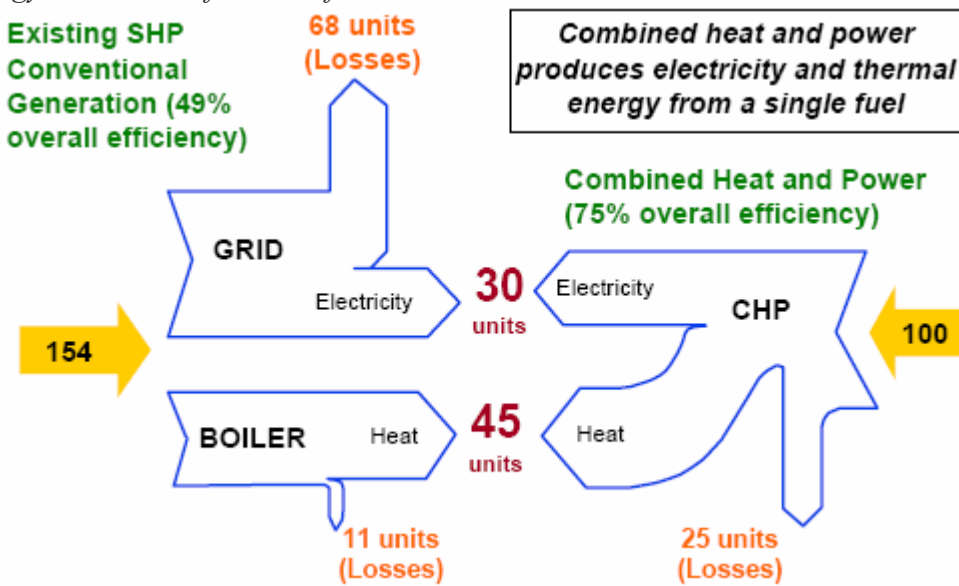 Existing SHP
Conventional
Generation (49%
overall efficiency)
68 units
(Losses)
Combined heat and power
produces electricity and thermal
energy from a single fuel
Combined Heat and Power
(75% overall efficiency)
GRID
Electricity
30
units
Electricity
CHP
154
100
BOILER
Heat
45
units
Heat
11 units
(Losses)
25 units
(Losses)